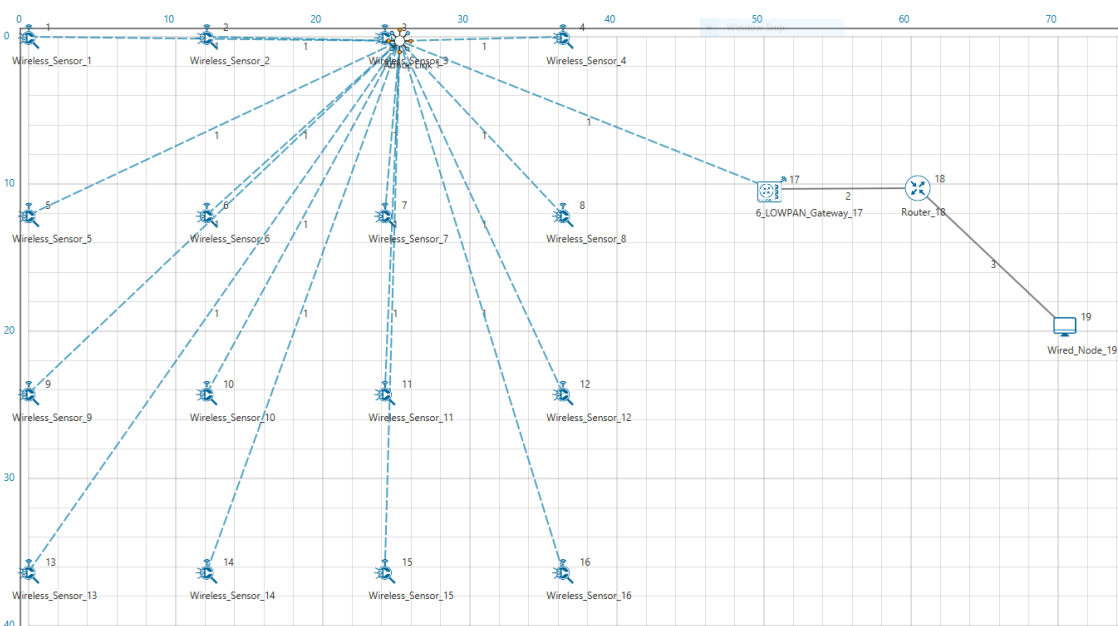 0 10 20 30 40 50 60 70
0
1 2 3 4
1 1 1
Wireless_Sensor_1 Wireless_Sensor_2 Wireless_Sensor_3 Wireless_Sensor_4
1 1 1 1
10
17 18
2
5 6 7 8
6_LOWPAN_Gateway_17 Router_18
1 1 1
Wireless_Sensor_5 Wireless_Sensor_6 Wireless_Sensor_7 Wireless_Sensor_8
3
1 1 1 1
19
20
Wired_Node_19
9 10 11 12
Wireless_Sensor_9 Wireless_Sensor_10 Wireless_Sensor_11 Wireless_Sensor_12
30
13 14 15 16
Wireless_Sensor_13 Wireless_Sensor_14 Wireless_Sensor_15 Wireless_Sensor_16
40